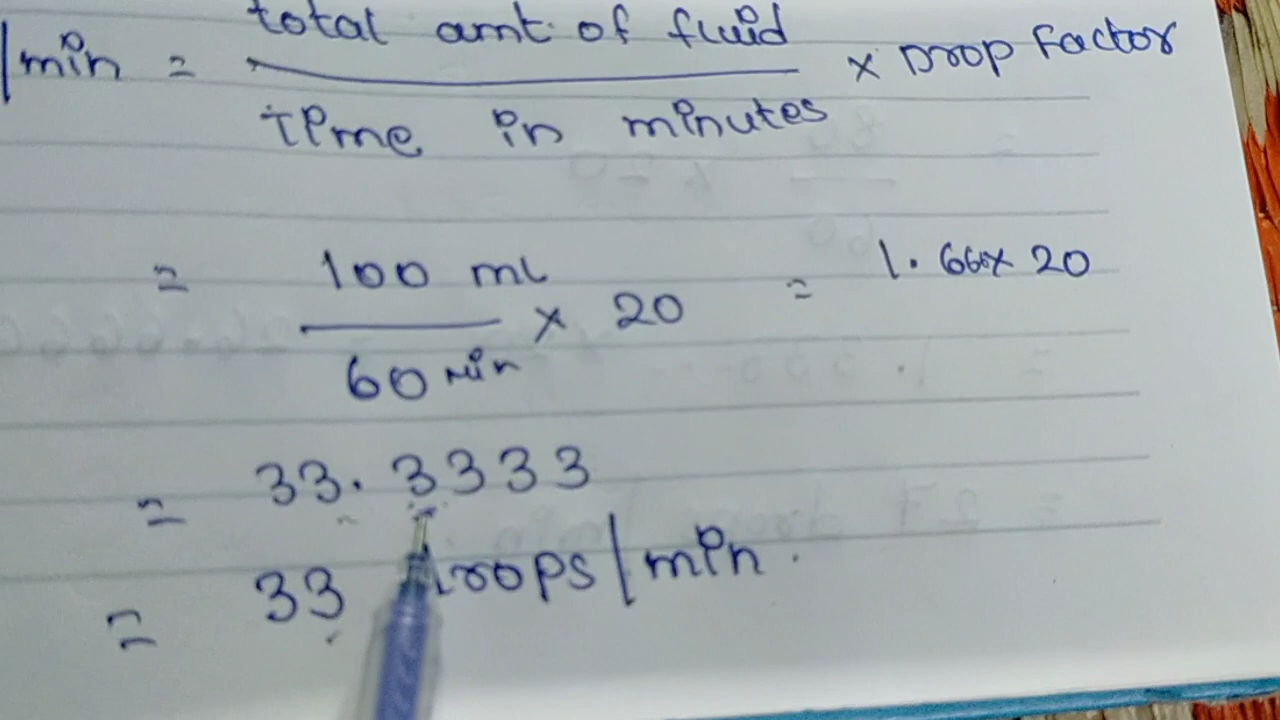 total amt. of fluid
/min = ———— × Drop Factor
Time in minutes
100 ml
= ———— × 20 = 1.666× 20
60 min
= 33.3333
= 33 drops/min.